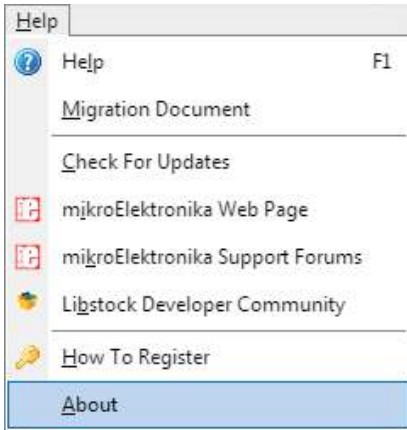 Help
Help F1
Migration Document
Check For Updates
mikroElektronika Web Page
mikroElektronika Support Forums
Libstock Developer Community
How To Register
About